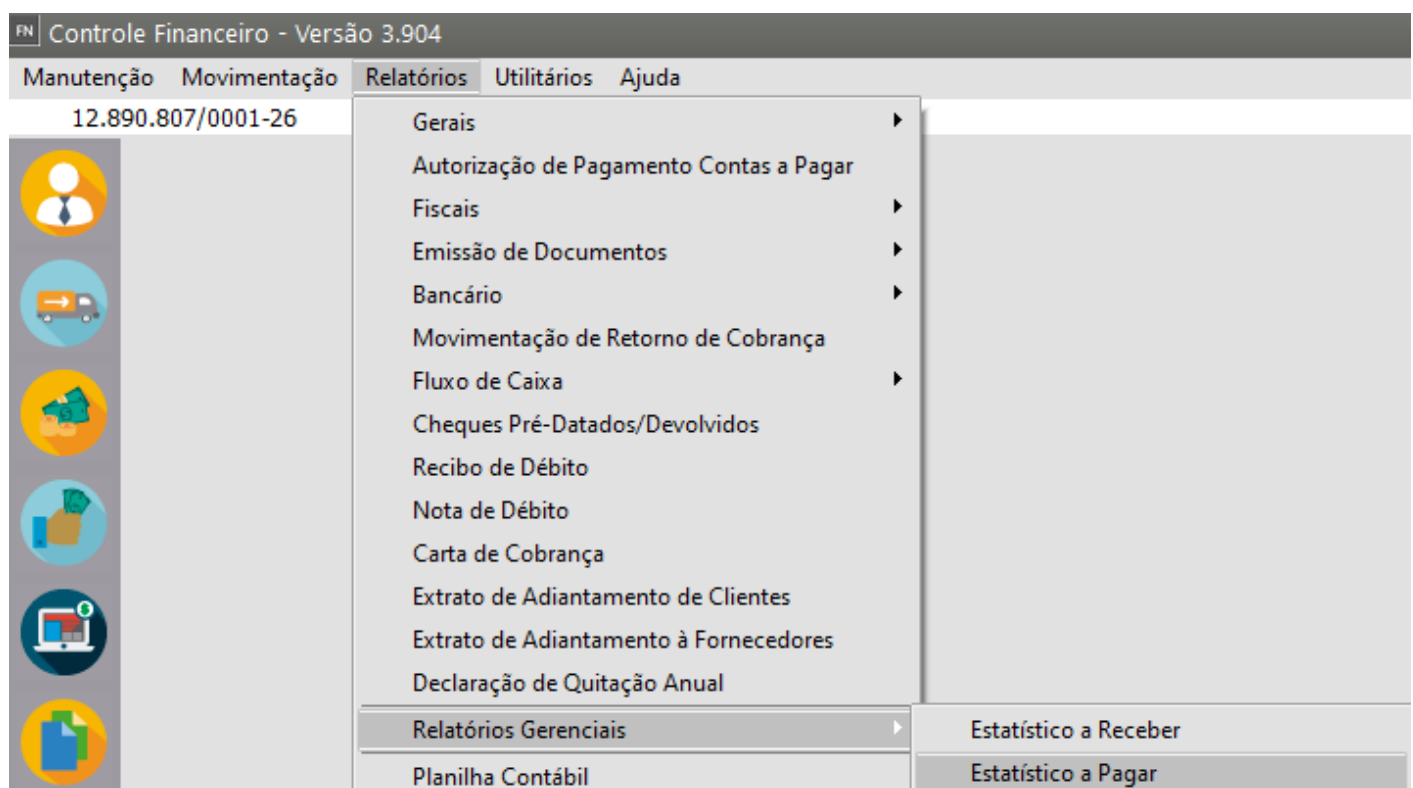 FN Controle Financeiro - Versão 3.904
Manutenção Movimentação Relatórios Utilitários Ajuda
12.890.807/0001-26
Gerais
Autorização de Pagamento Contas a Pagar
Fiscais
Emissão de Documentos
Bancário
Movimentação de Retorno de Cobrança
Fluxo de Caixa
Cheques Pré-Datados/Devolvidos
Recibo de Débito
Nota de Débito
Carta de Cobrança
Extrato de Adiantamento de Clientes
Extrato de Adiantamento à Fornecedores
Declaração de Quitação Anual
Relatórios Gerenciais
Estatístico a Receber
Planilha Contábil
Estatístico a Pagar